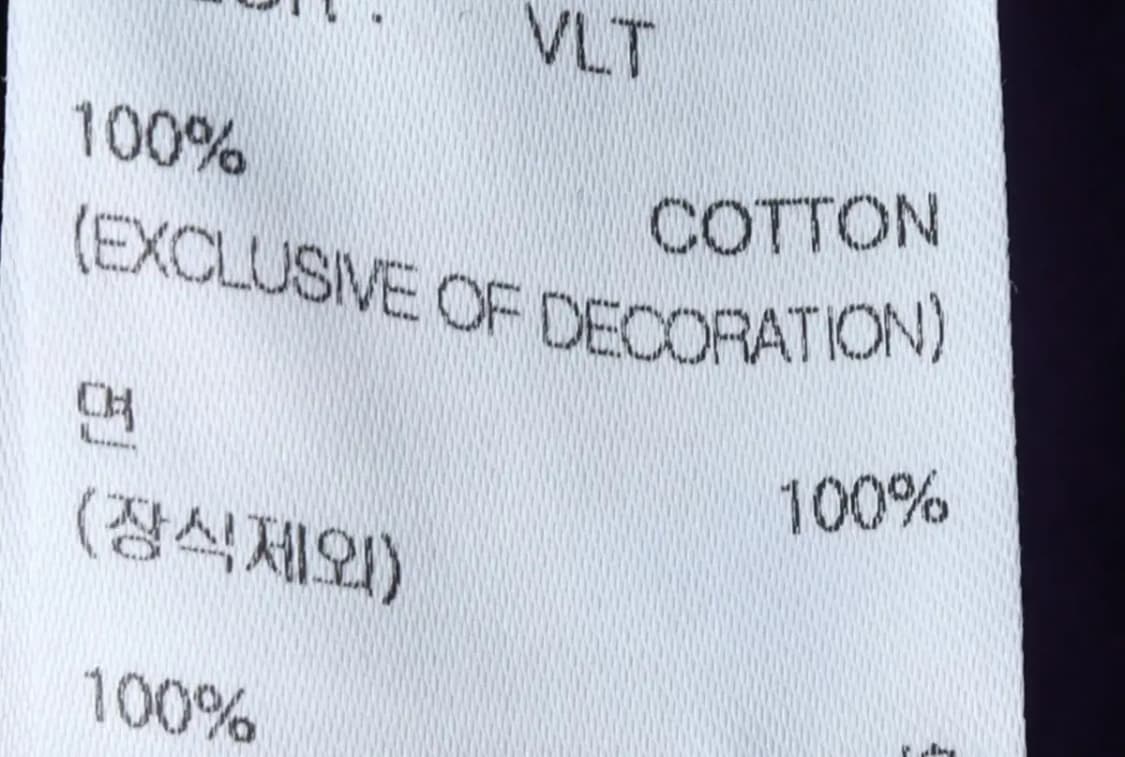 VLT
100% COTTON
(EXCLUSIVE OF DECORATION)
면 100%
(장식제외)
100%